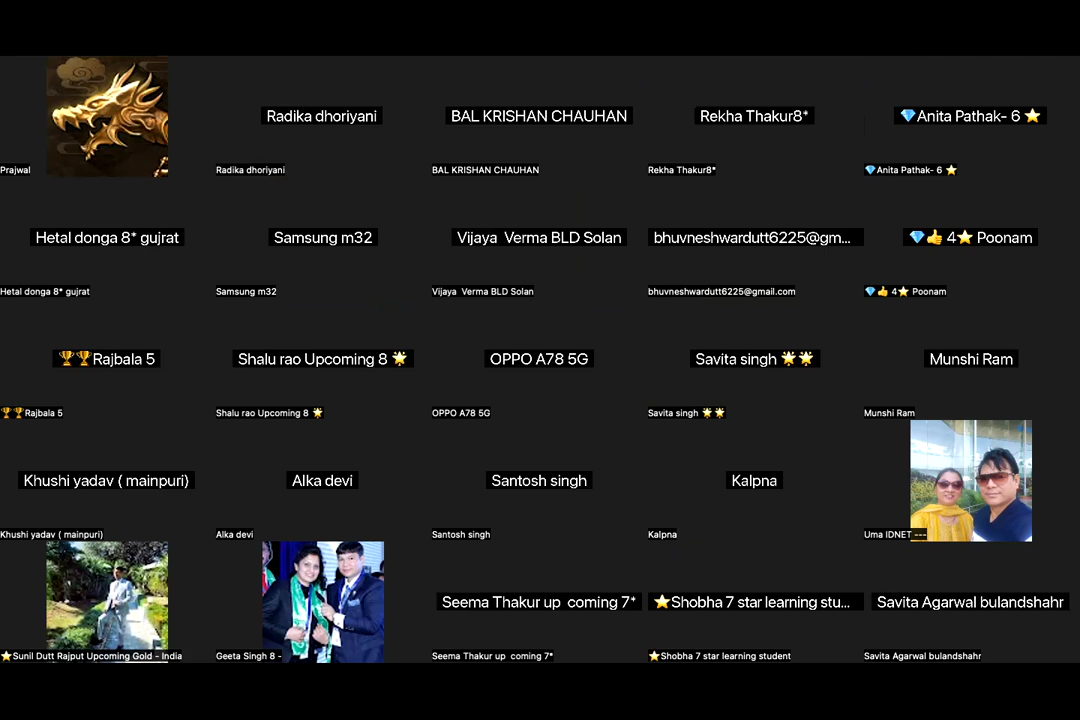 Prajwal
Radika dhoriyani
Radika dhoriyani
BAL KRISHAN CHAUHAN
BAL KRISHAN CHAUHAN
Rekha Thakur8*
Rekha Thakur8*
💎Anita Pathak- 6 ⭐
💎Anita Pathak- 6 ⭐
Hetal donga 8* gujrat
Hetal donga 8* gujrat
Samsung m32
Samsung m32
Vijaya Verma BLD Solan
Vijaya Verma BLD Solan
bhuvneshwardutt6225@gm...
bhuvneshwardutt6225@gmail.com
💎👍 4⭐ Poonam
💎👍 4⭐ Poonam
🏆🏆Rajbala 5
🏆🏆Rajbala 5
Shalu rao Upcoming 8 🌟
Shalu rao Upcoming 8 🌟
OPPO A78 5G
OPPO A78 5G
Savita singh 🌟🌟
Savita singh 🌟🌟
Munshi Ram
Munshi Ram
Khushi yadav ( mainpuri)
Khushi yadav ( mainpuri)
Alka devi
Alka devi
Santosh singh
Santosh singh
Kalpna
Kalpna
Uma IDNET ---
⭐Sunil Dutt Rajput Upcoming Gold - India
Geeta Singh 8 -
Seema Thakur up coming 7*
Seema Thakur up coming 7*
⭐Shobha 7 star learning stu...
⭐Shobha 7 star learning student
Savita Agarwal bulandshahr
Savita Agarwal bulandshahr